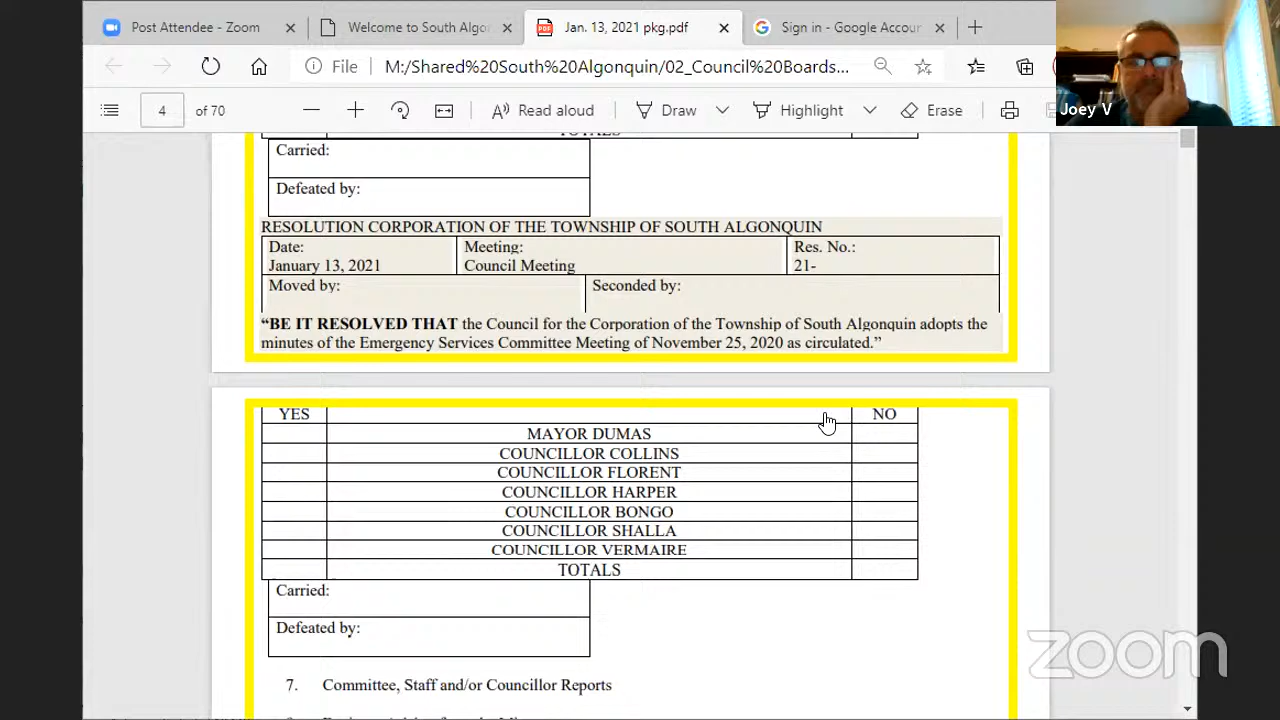 Post Attendee - Zoom
Welcome to South Algor
Jan. 13, 2021 pkg.pdf
Sign in - Google Accour
File
M:/Shared%20South%20Algonquin/02_Council%20Boards...
4 of 70
Read aloud
Draw
Highlight
Erase
Joey V
TOTALS
Carried:
Defeated by:
RESOLUTION CORPORATION OF THE TOWNSHIP OF SOUTH ALGONQUIN
Date: Meeting: Res. No.:
January 13, 2021 Council Meeting 21-
Moved by: Seconded by:
“BE IT RESOLVED THAT the Council for the Corporation of the Township of South Algonquin adopts the
minutes of the Emergency Services Committee Meeting of November 25, 2020 as circulated.”
YES NO
MAYOR DUMAS
COUNCILLOR COLLINS
COUNCILLOR FLORENT
COUNCILLOR HARPER
COUNCILLOR BONGO
COUNCILLOR SHALLA
COUNCILLOR VERMAIRE
TOTALS
Carried:
Defeated by:
7. Committee, Staff and/or Councillor Reports
zoom